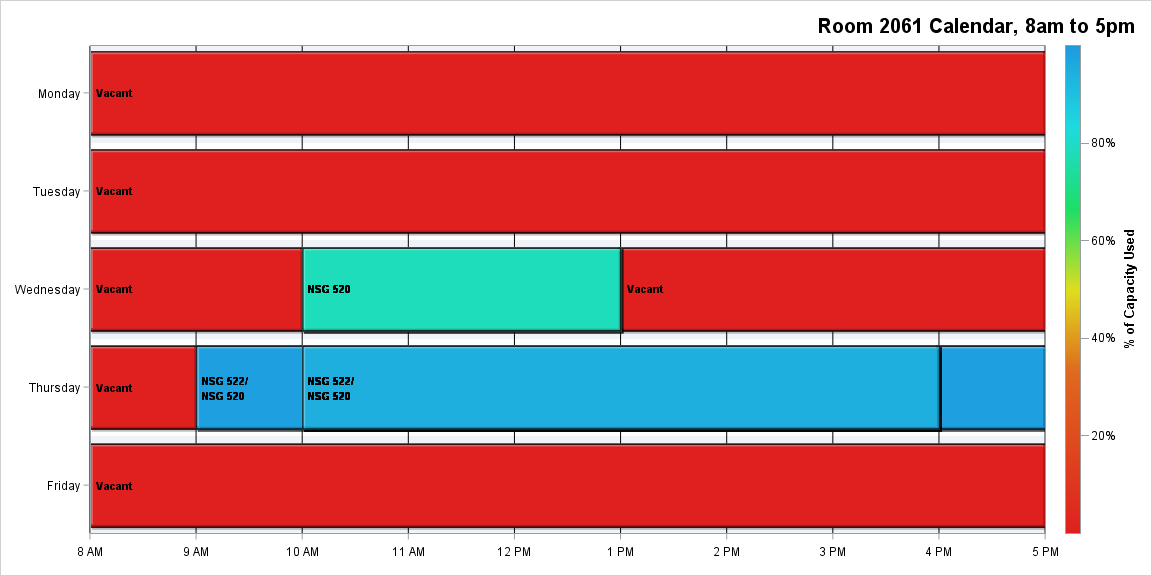 Room 2061 Calendar, 8am to 5pm
Monday
Vacant
80%
Tuesday
Vacant
60%
% of Capacity Used
Wednesday
Vacant
NSG 520
Vacant
40%
Thursday
Vacant
NSG 522/
NSG 520
NSG 522/
NSG 520
20%
Friday
Vacant
8 AM
9 AM
10 AM
11 AM
12 PM
1 PM
2 PM
3 PM
4 PM
5 PM